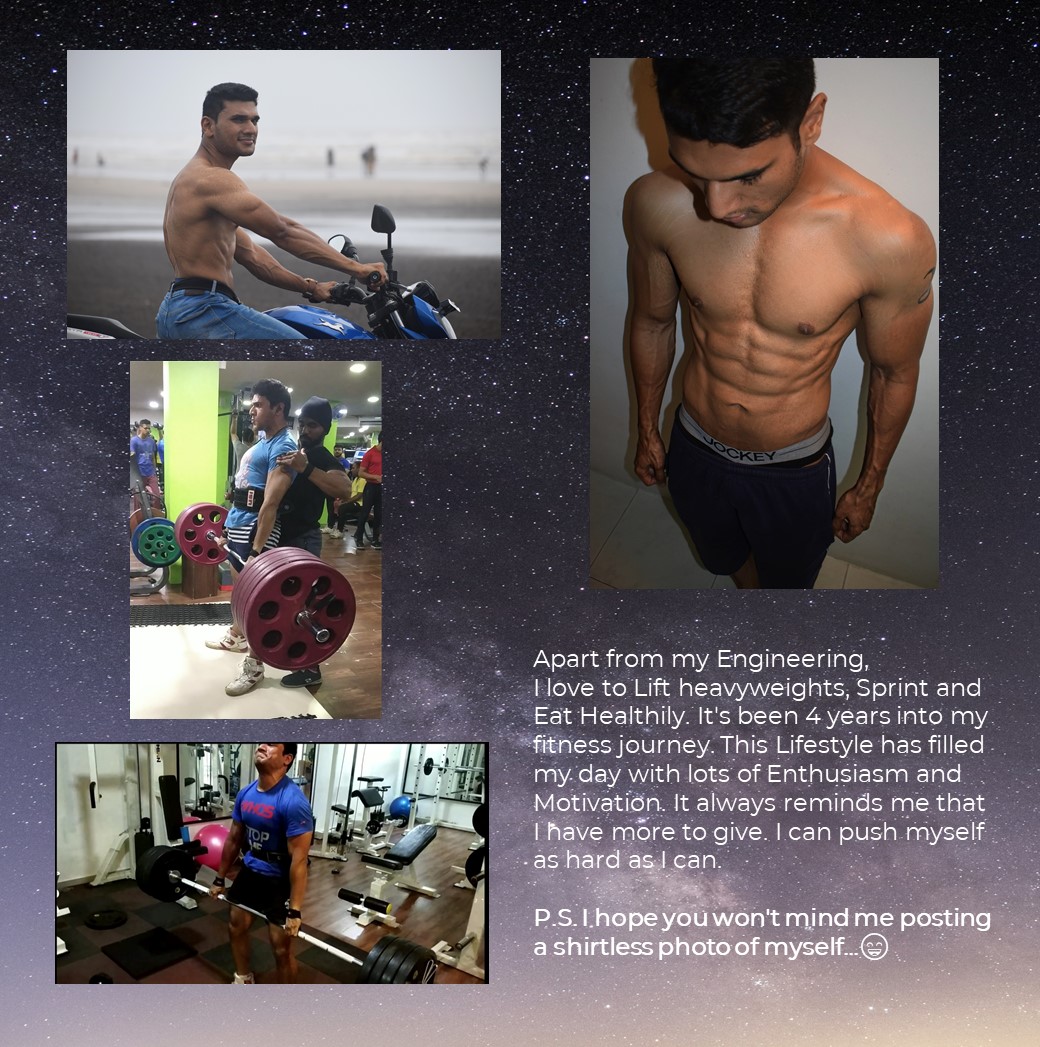 JOCKEY
Apart from my Engineering,
I love to Lift heavyweights, Sprint and
Eat Healthily. It's been 4 years into my
fitness journey. This Lifestyle has filled
my day with lots of Enthusiasm and
Motivation. It always reminds me that
I have more to give. I can push myself
as hard as I can.
P.S. I hope you won't mind me posting
a shirtless photo of myself...😄